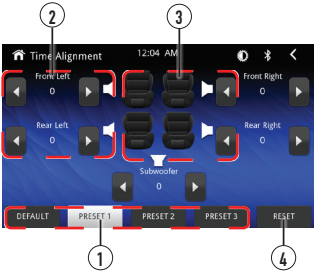 2 3
Time Alignment 12:04 AM
Front Left Front Right
0 0
Rear Left Rear Right
0 0
Subwoofer
0
DEFAULT PRESET 1 PRESET 2 PRESET 3 RESET
1 4